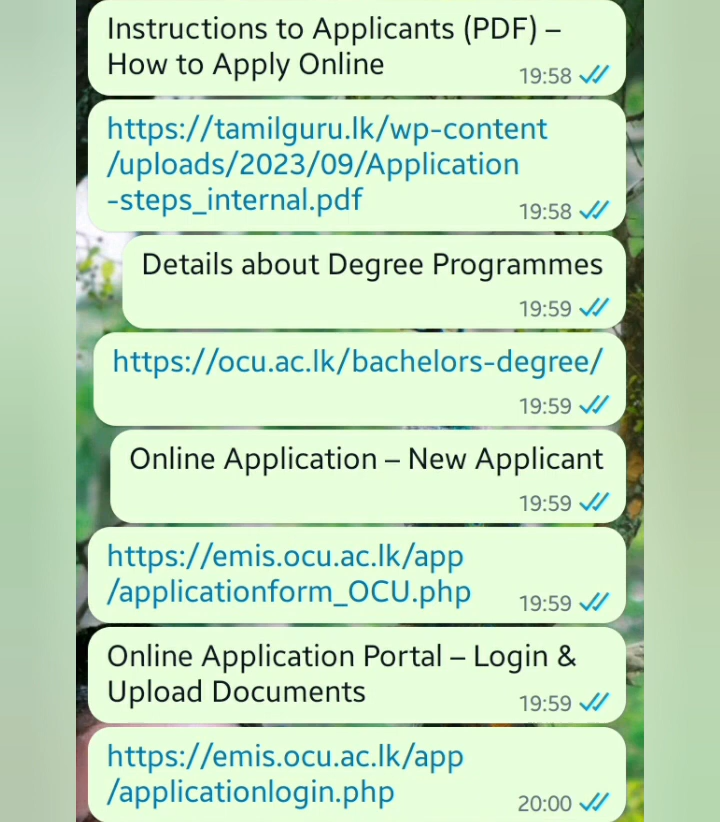 Instructions to Applicants (PDF) –
How to Apply Online
19:58
https://tamilguru.lk/wp-content
/uploads/2023/09/Application
-steps_internal.pdf
19:58
Details about Degree Programmes
19:59
https://ocu.ac.lk/bachelors-degree/
19:59
Online Application – New Applicant
19:59
https://emis.ocu.ac.lk/app
/applicationform_OCU.php
19:59
Online Application Portal – Login &
Upload Documents
19:59
https://emis.ocu.ac.lk/app
/applicationlogin.php
20:00